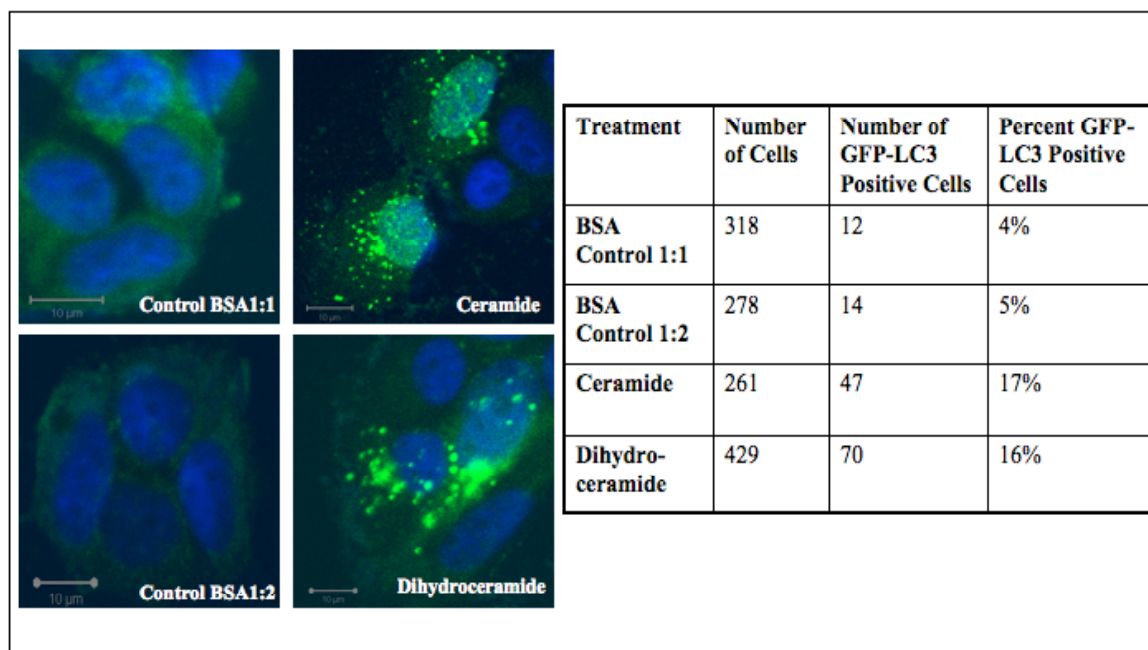 10 µm
Control BSA1:1
10 µm
Ceramide
10 µm
Control BSA1:2
10 µm
Dihydroceramide
Treatment
Number
of Cells
Number of
GFP-LC3
Positive Cells
Percent GFP-
LC3 Positive
Cells
BSA
Control 1:1
318
12
4%
BSA
Control 1:2
278
14
5%
Ceramide
261
47
17%
Dihydro-
ceramide
429
70
16%